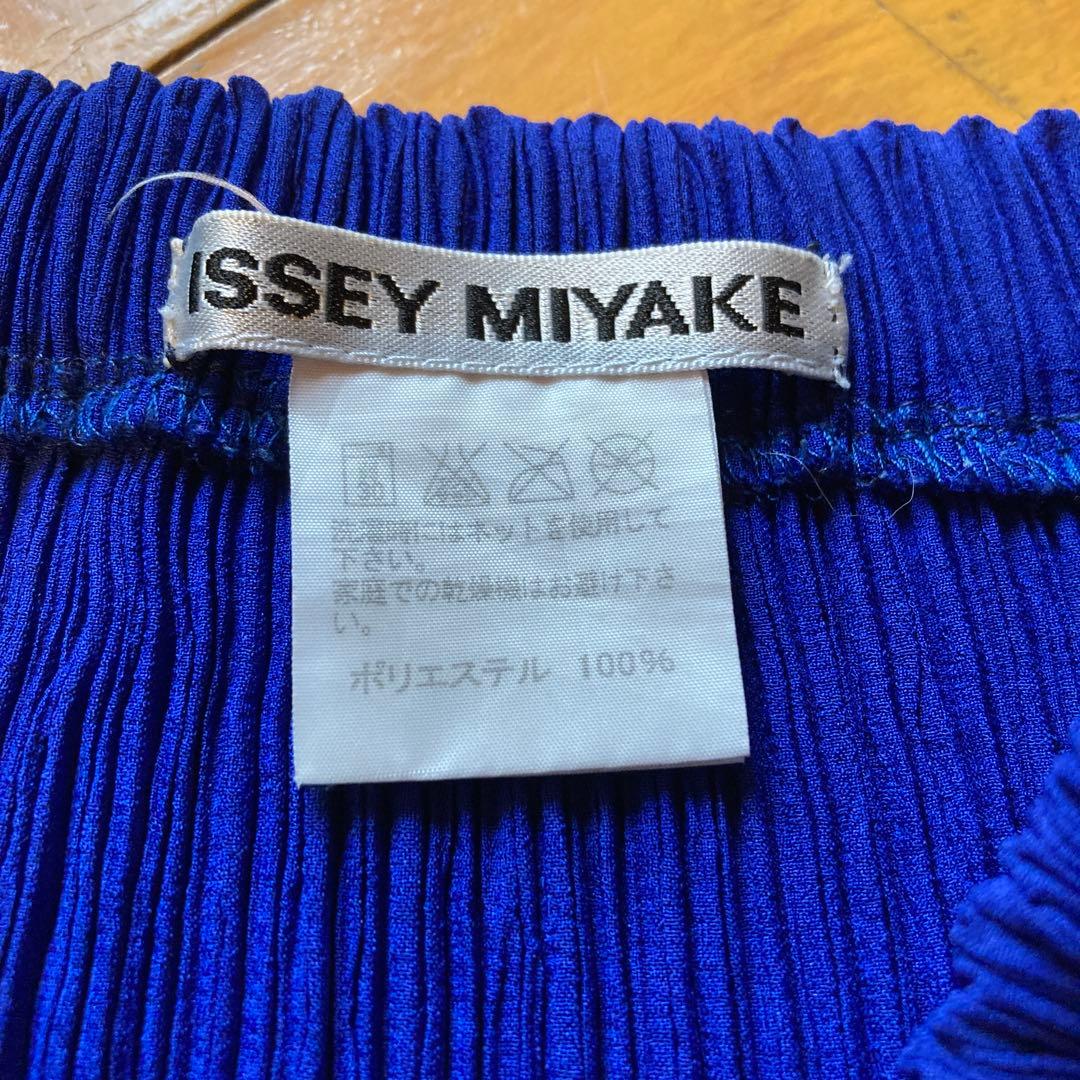 ISSEY MIYAKE
洗濯時にはネットを使用して
下さい。
家庭での乾燥機はお避け下さ
い。
ポリエステル 100%